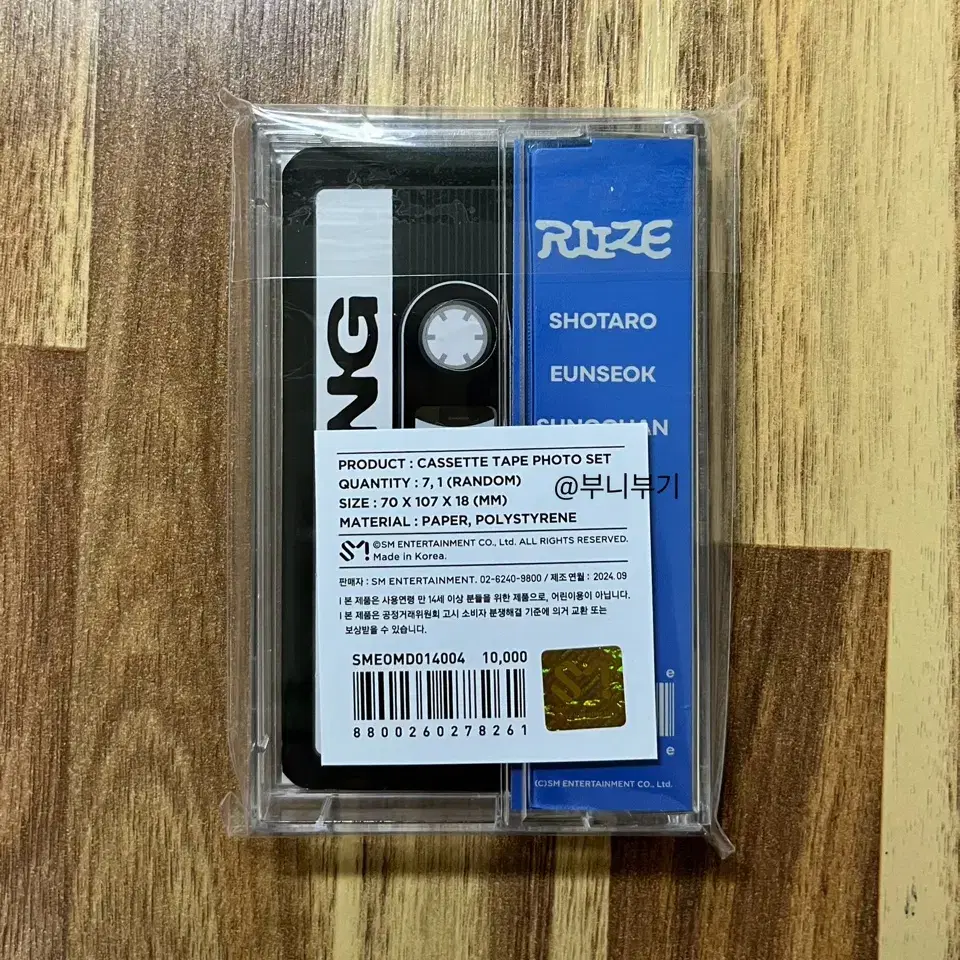 RIIZE
SHOTARO
EUNSEOK
NG
PRODUCT : CASSETTE TAPE PHOTO SET
QUANTITY : 7, 1 (RANDOM)
SIZE : 70 X 107 X 18 (MM)
MATERIAL : PAPER, POLYSTYRENE
@부니부기
©SM ENTERTAINMENT CO., Ltd. ALL RIGHTS RESERVED.
Made in Korea.
판매자 : SM ENTERTAINMENT. 02-6240-9800 / 제조연월 : 2024.09
ㅣ본 제품은 사용연령 만 14세 이상 분들을 위한 제품으로, 어린이용이 아닙니다.
ㅣ본 제품은 공정거래위원회 고시 소비자 분쟁해결 기준에 의거 교환 또는
보상받을 수 있습니다.
SMEOMD014004 10,000
8800260278261
e
e
(C)SM ENTERTAINMENT CO., Ltd.